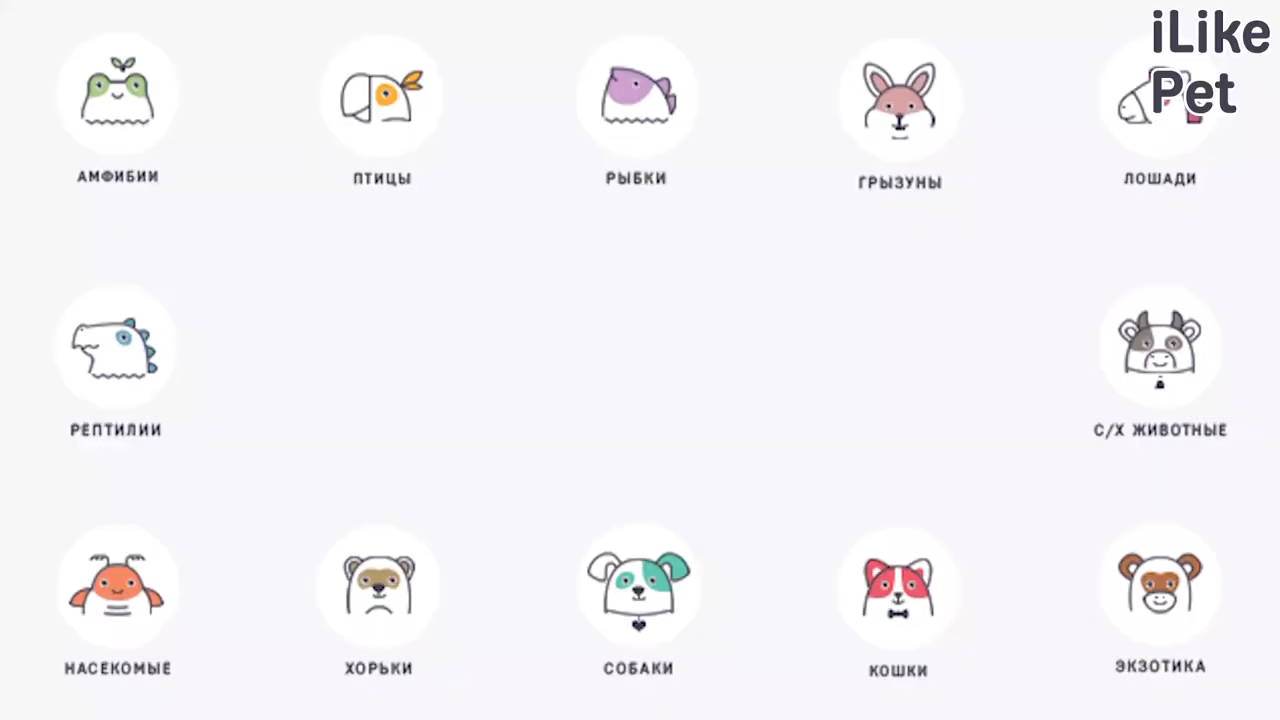 iLike
Pet
АМФИБИИ
ПТИЦЫ
РЫБКИ
ГРЫЗУНЫ
ЛОШАДИ
РЕПТИЛИИ
С/Х ЖИВОТНЫЕ
НАСЕКОМЫЕ
ХОРЬКИ
СОБАКИ
КОШКИ
ЭКЗОТИКА